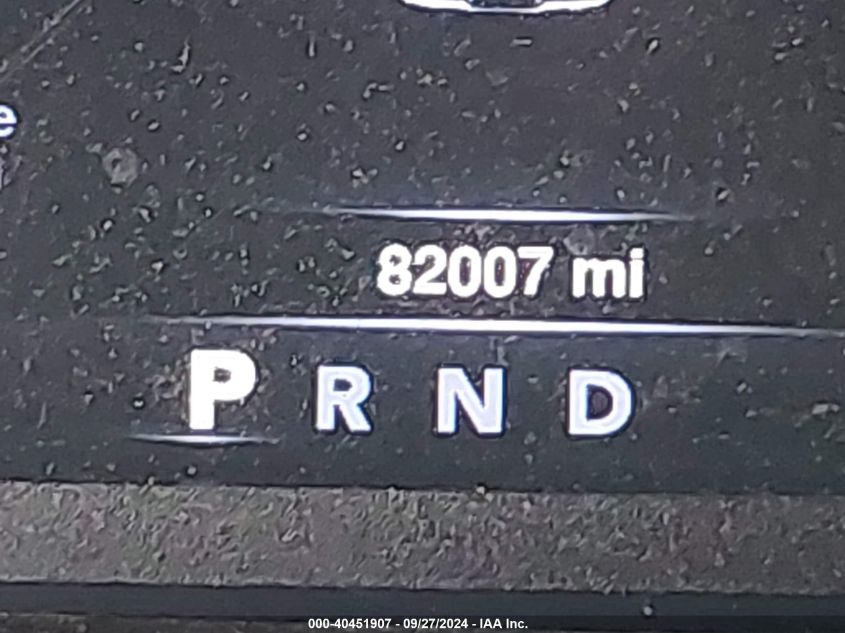 e
82007 mi
P R N D
000-40451907 - 09/27/2024 - IAA Inc.